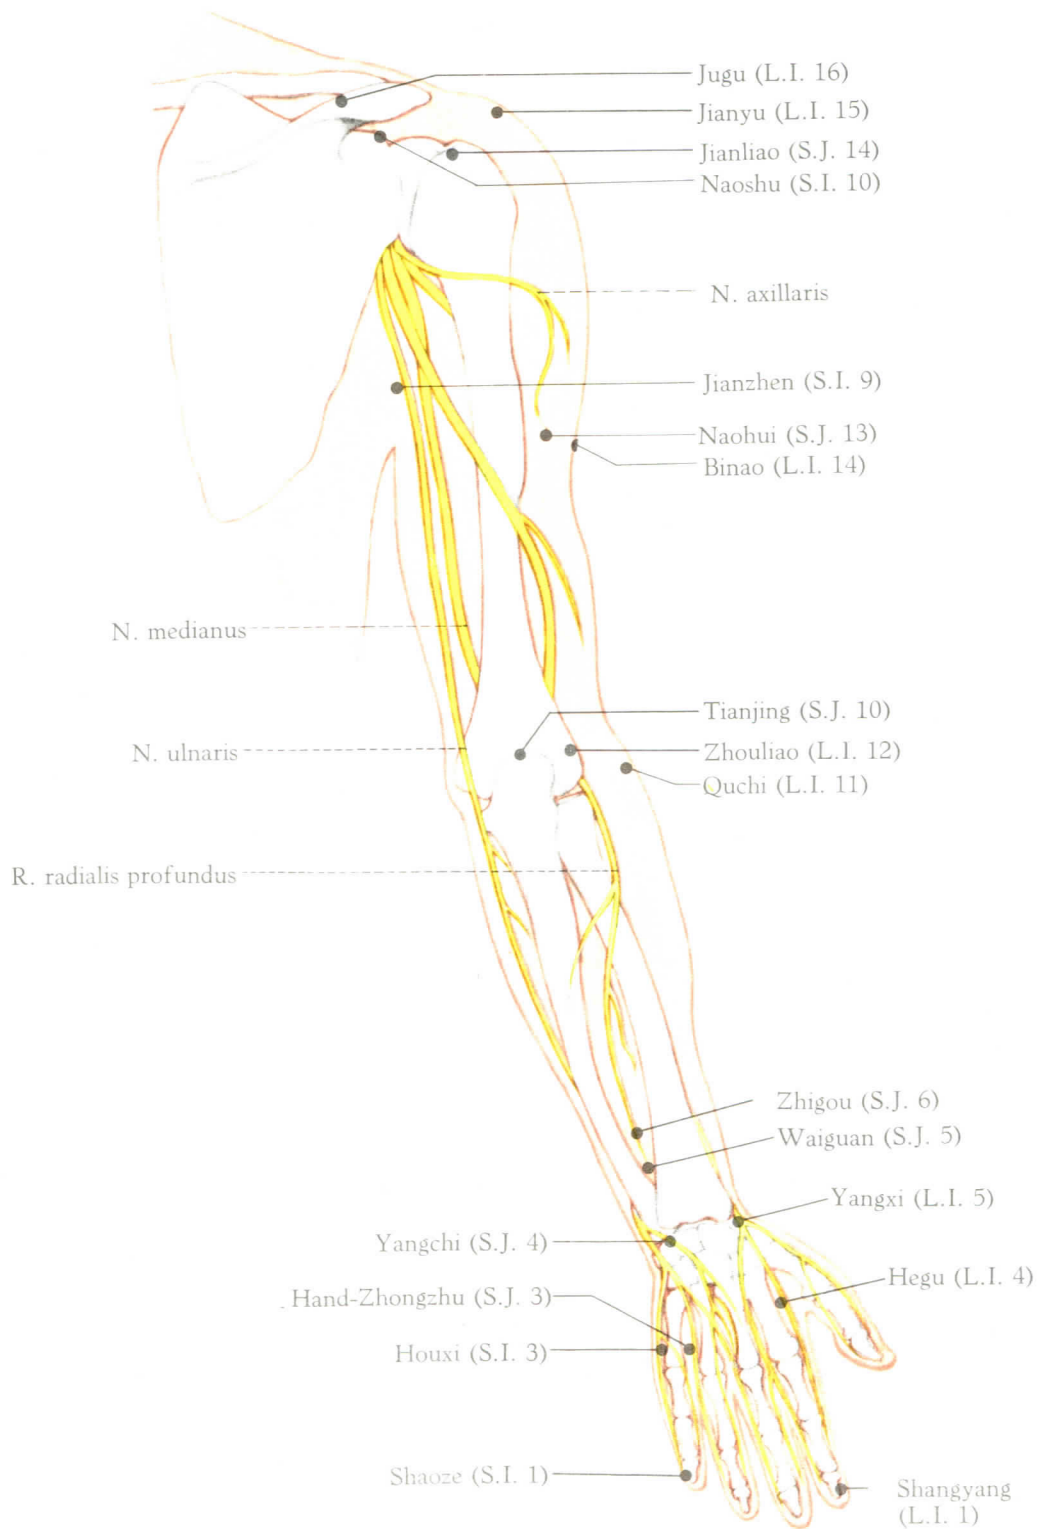 Jugu (L.I. 16)
Jianyu (L.I. 15)
Jianliao (S.J. 14)
Naoshu (S.I. 10)
N. axillaris
Jianzhen (S.I. 9)
Naohui (S.J. 13)
Binao (L.I. 14)
N. medianus
Tianjing (S.J. 10)
N. ulnaris
Zhouliao (L.I. 12)
Quchi (L.I. 11)
R. radialis profundus
Zhigou (S.J. 6)
Waiguan (S.J. 5)
Yangxi (L.I. 5)
Yangchi (S.J. 4)
Hegu (L.I. 4)
Hand-Zhongzhu (S.J. 3)
Houxi (S.I. 3)
Shaoze (S.I. 1)
Shangyang
(L.I. 1)